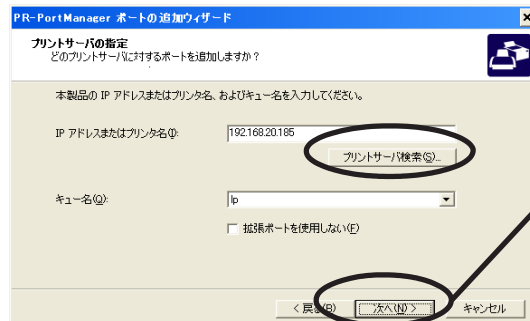 PR-PortManager ポートの追加ウィザード
プリントサーバの指定
どのプリントサーバに対するポートを追加しますか？
本製品の IP アドレスまたはプリンタ名、およびキュー名を入力してください。
IP アドレスまたはプリンタ名(I):
192.168.20.185
プリントサーバ検索(S)...
キュー名(Q):
lp
拡張ポートを使用しない(F)
< 戻る(B)
次へ(N) >
キャンセル